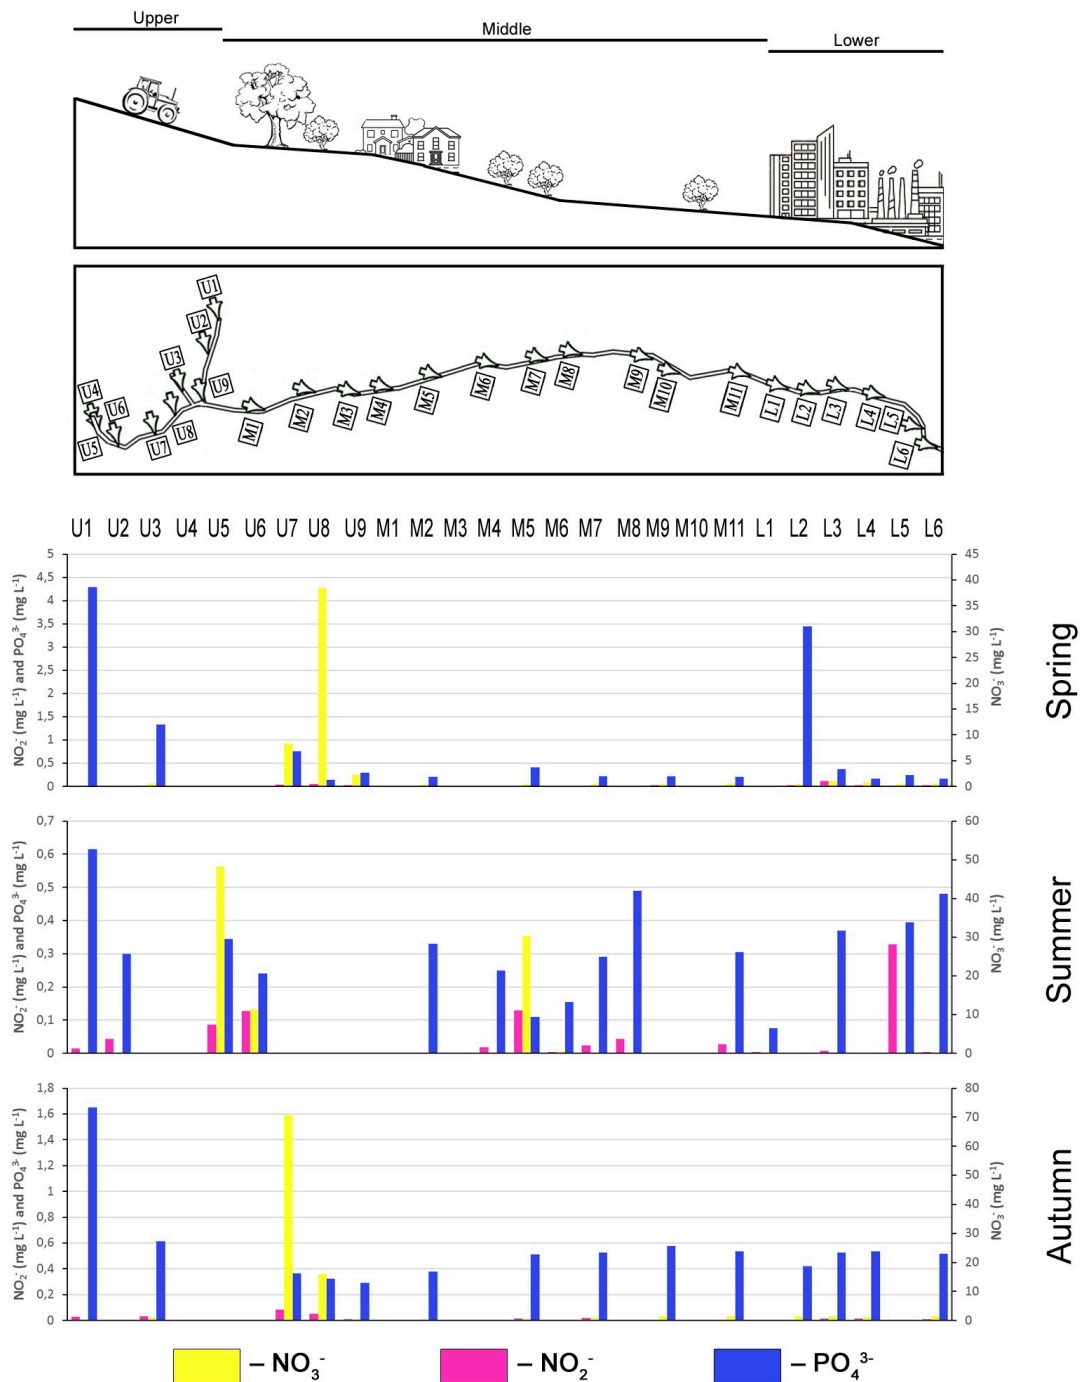 Upper
Middle
Lower
U1
U2
U3
U4
U6
U9
U5
U7
U8
M1
M2
M3
M4
M5
M6
M7
M8
M9
M10
M11
L1
L2
L3
L4
L5
L6
U1 U2 U3 U4 U5 U6 U7 U8 U9 M1 M2 M3 M4 M5 M6 M7 M8 M9 M10 M11 L1 L2 L3 L4 L5 L6
NO₂⁻ (mg L⁻¹) and PO₄³⁻ (mg L⁻¹)
5
4,5
4
3,5
3
2,5
2
1,5
1
0,5
0
45
40
35
30
25
20
15
10
5
0
NO₃⁻ (mg L⁻¹)
Spring
NO₂⁻ (mg L⁻¹) and PO₄³⁻ (mg L⁻¹)
0,7
0,6
0,5
0,4
0,3
0,2
0,1
0
60
50
40
30
20
10
0
NO₃⁻ (mg L⁻¹)
Summer
NO₂⁻ (mg L⁻¹) and PO₄³⁻ (mg L⁻¹)
1,8
1,6
1,4
1,2
1
0,8
0,6
0,4
0,2
0
80
70
60
50
40
30
20
10
0
NO₃⁻ (mg L⁻¹)
Autumn
– NO₃⁻
– NO₂⁻
– PO₄³⁻